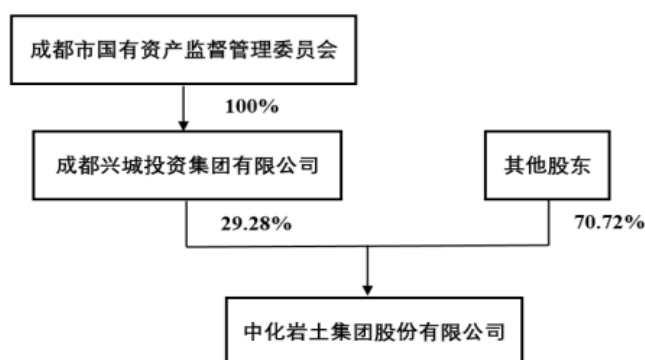 成都市国有资产监督管理委员会
100%
成都兴城投资集团有限公司
其他股东
29.28%
70.72%
中化岩土集团股份有限公司